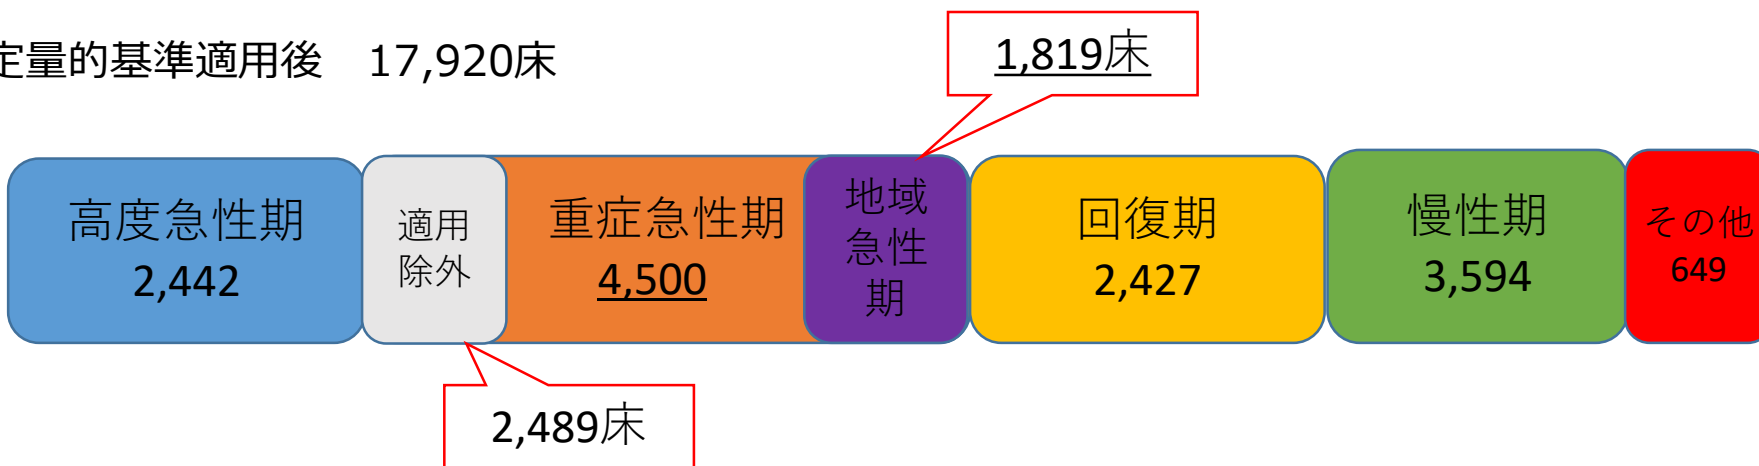 定量的基準適用後　17,920床
1,819床
高度急性期
2,442
適用
除外
重症急性期
4,500
地域
急性
期
回復期
2,427
慢性期
3,594
その他
649
2,489床